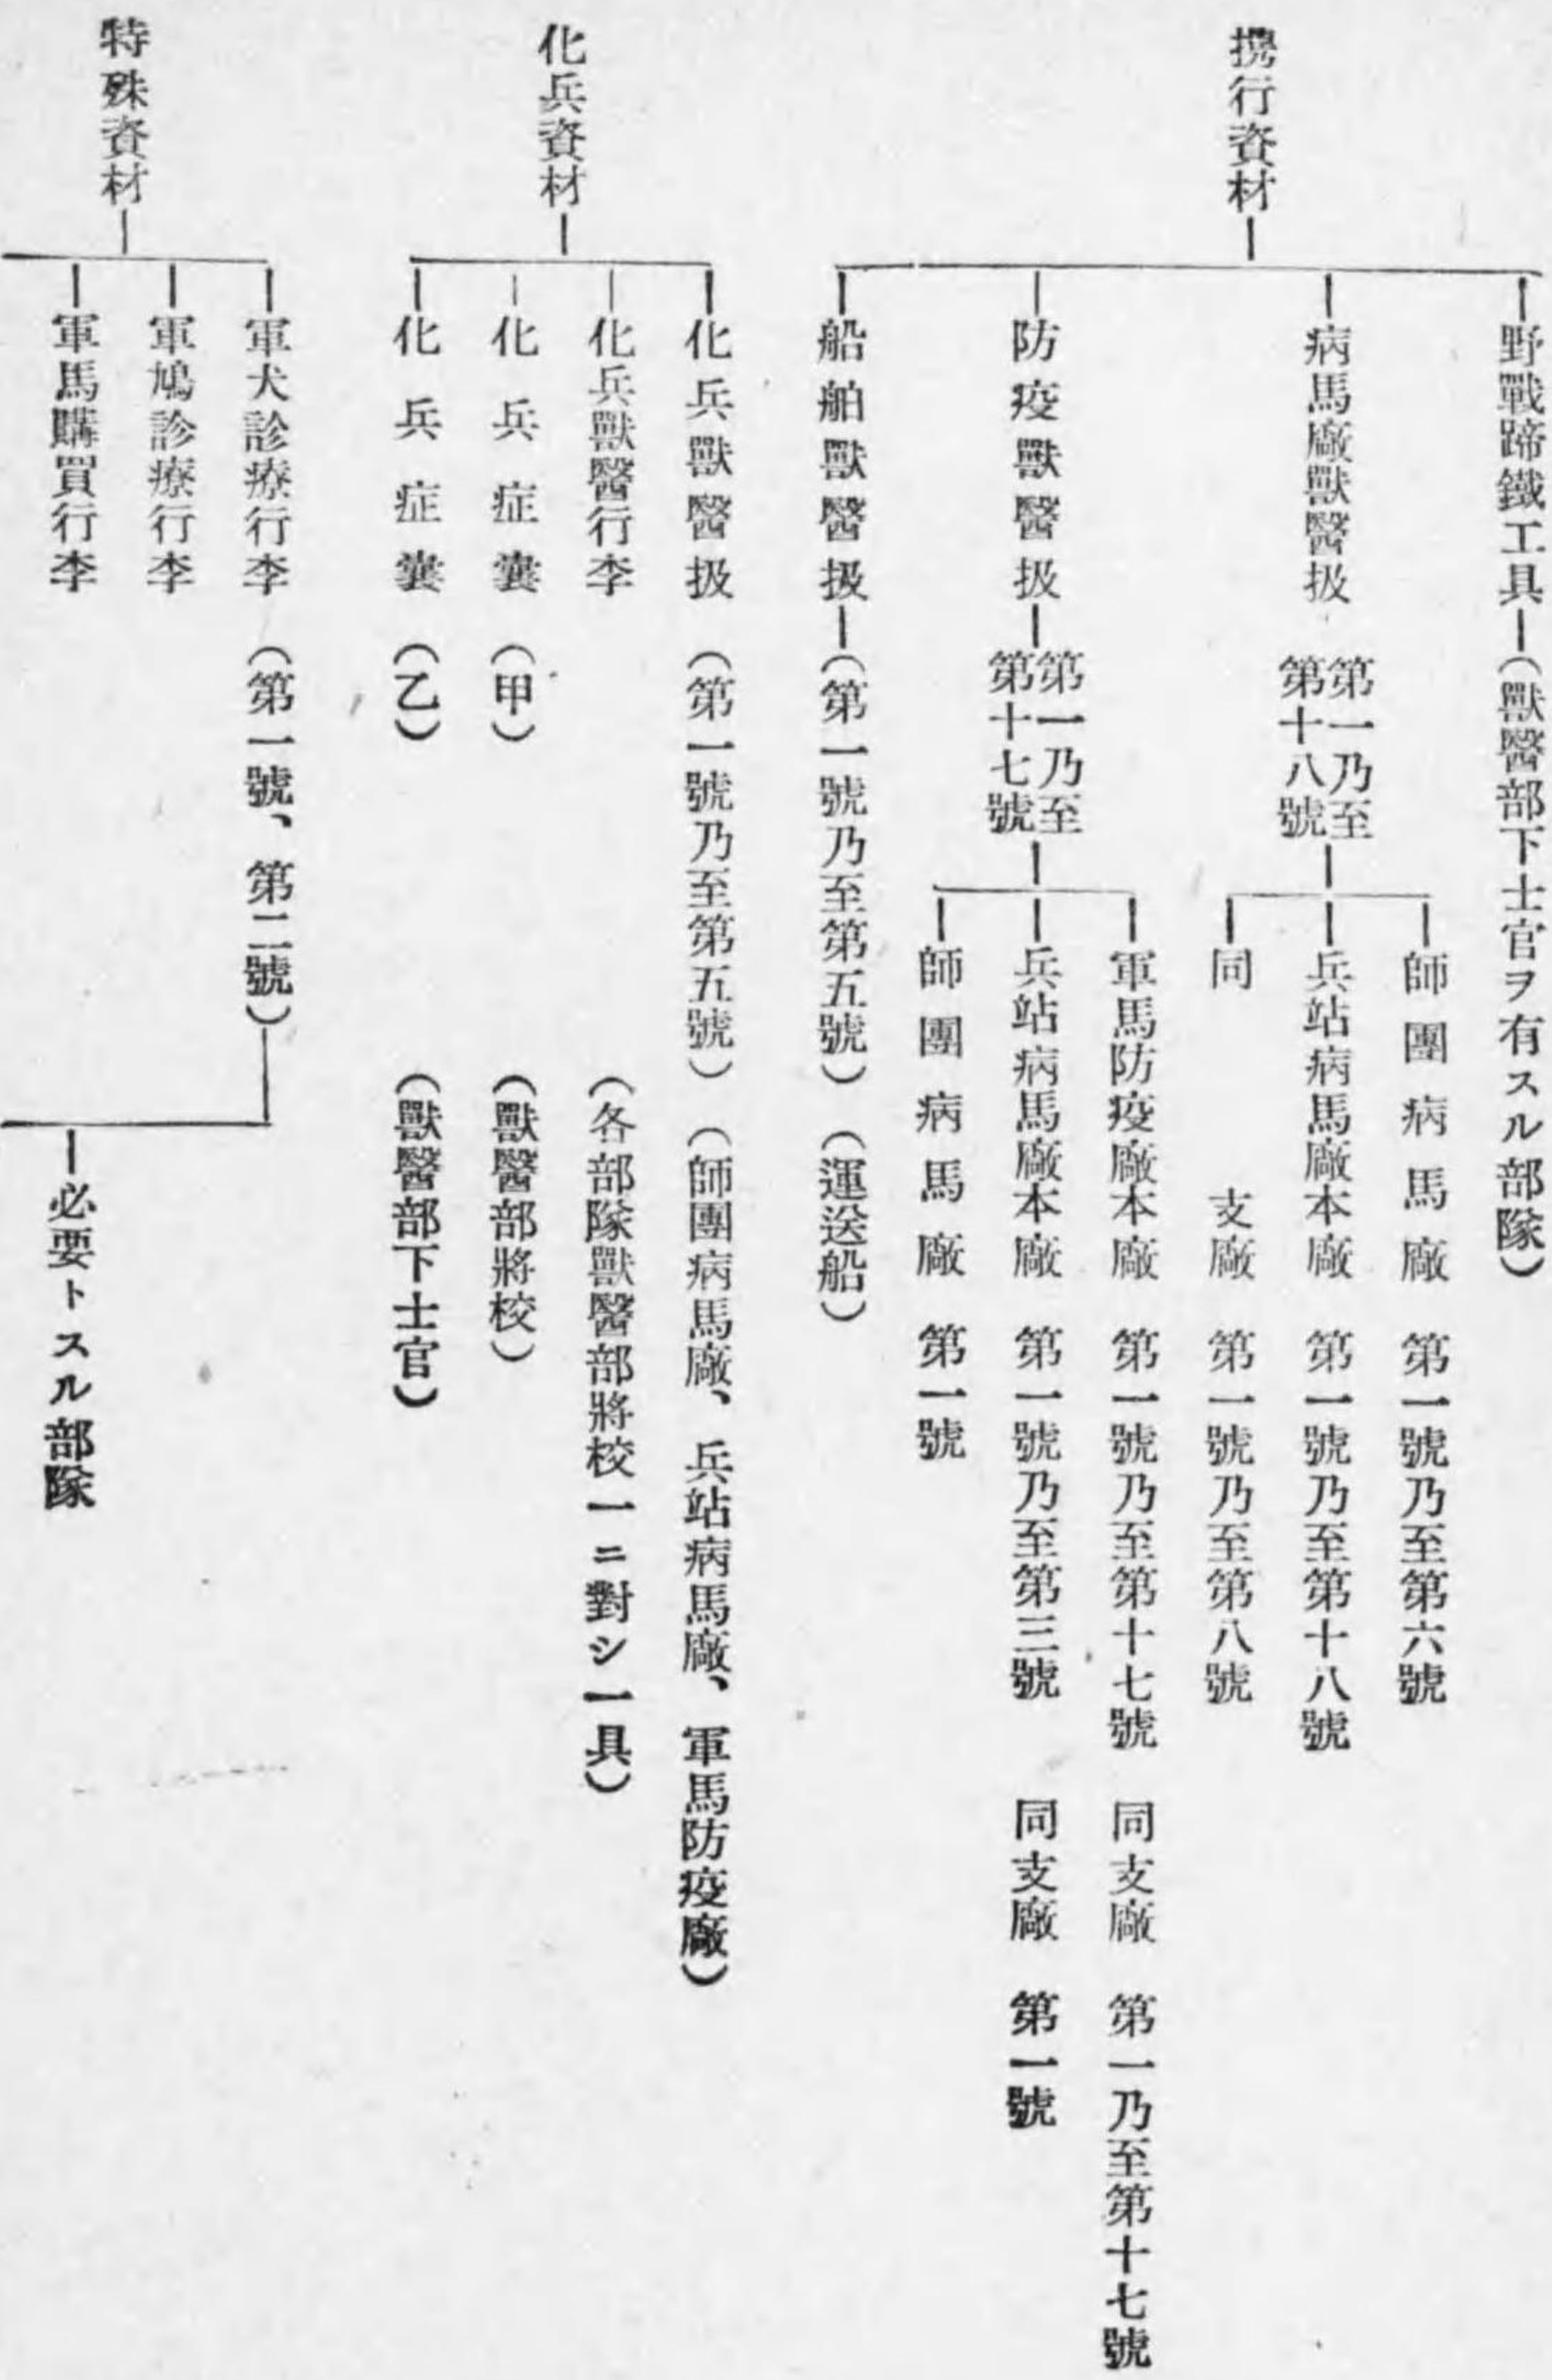 携行資材
野戰蹄鐵工具(獸醫部下士官ヲ有スル部隊)
病馬廠獸醫扱
第一乃至
第十八號
師團病馬廠 第一號乃至第六號
兵站病馬廠本廠 第一號乃至第十八號
同 支廠 第一號乃至第八號
防疫獸醫扱
第一乃至
第十七號
軍馬防疫廠本廠 第一號乃至第十七號 同支廠 第一乃至第十七號
兵站病馬廠本廠 第一號乃至第三號 同支廠 第一號
師團病馬廠 第一號
船舶獸醫扱(第一號乃至第五號)(運送船)
化兵資材
化兵獸醫扱(第一號乃至第五號)(師團病馬廠、兵站病馬廠、軍馬防疫廠)
化兵獸醫行李(各部隊獸醫部將校一ニ對シ一具)
化兵症囊(甲)(獸醫部將校)
化兵症囊(乙)(獸醫部下士官)
特殊資材
軍犬診療行李(第一號、第二號)
軍鳩診療行李
軍馬購買行李
必要トスル部隊